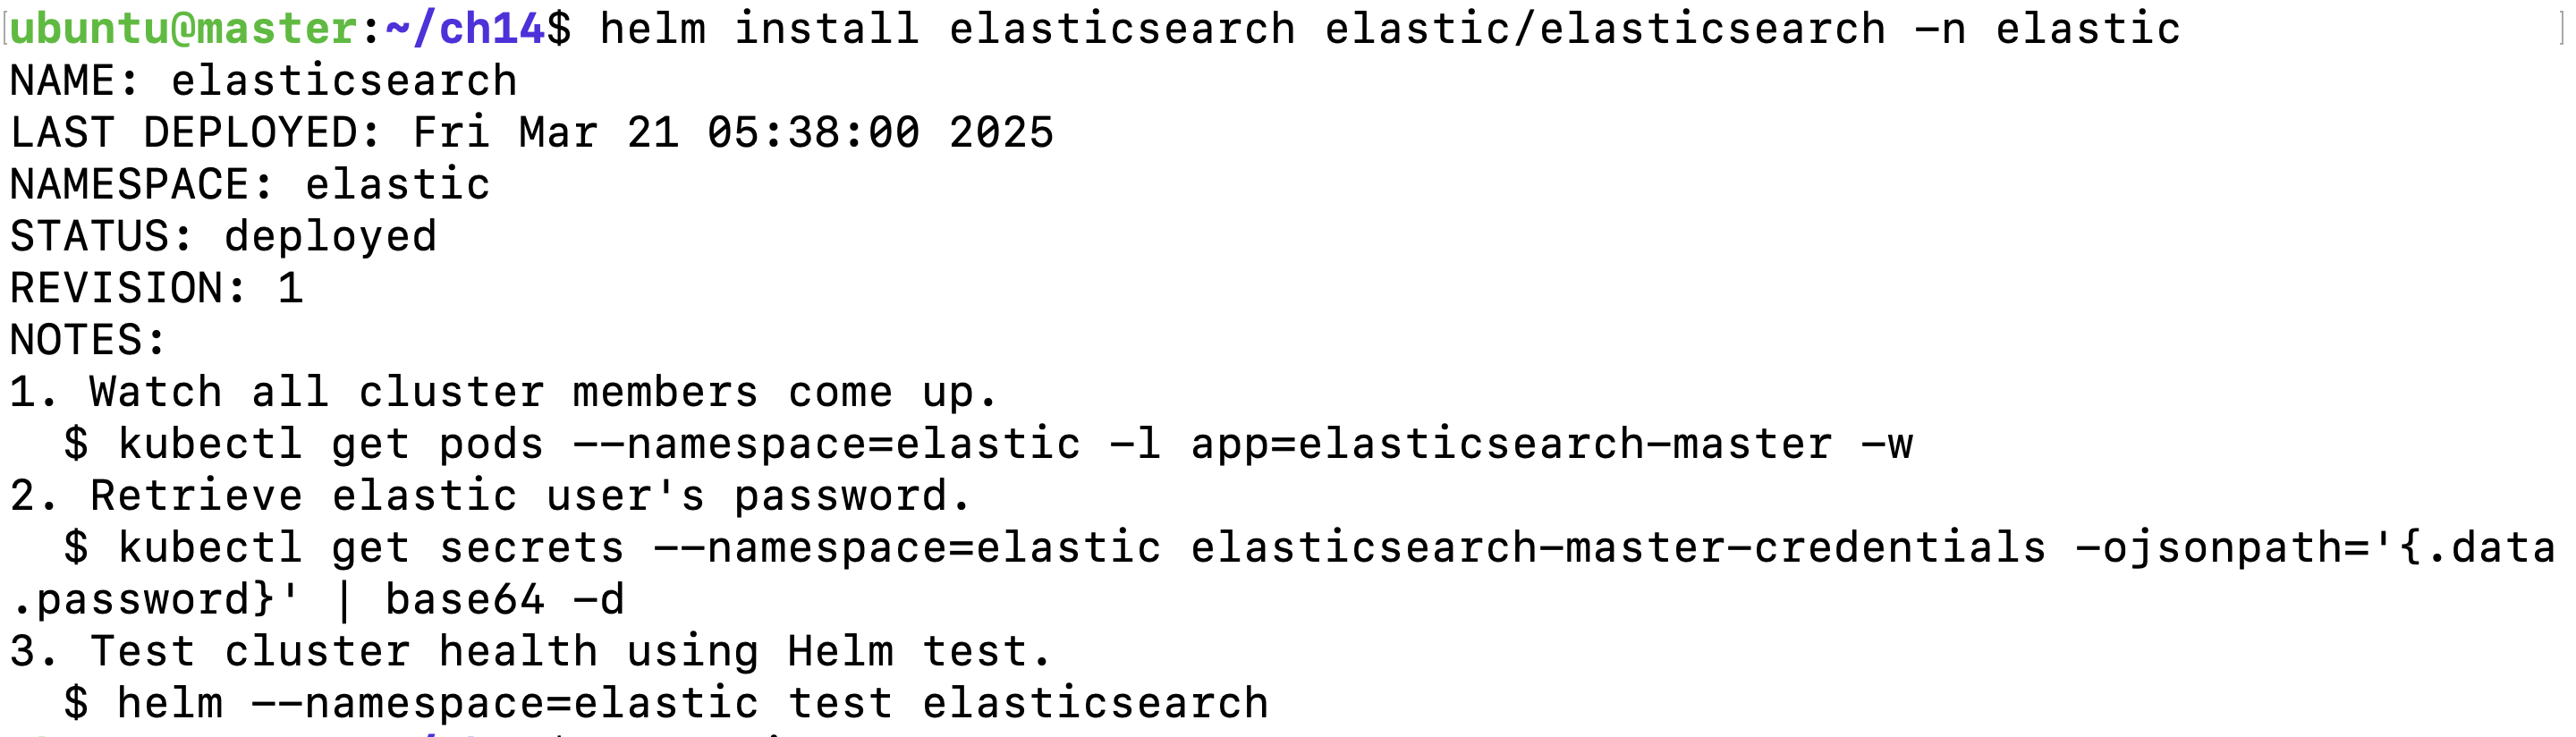 ubuntu@master:~/ch14$ helm install elasticsearch elastic/elasticsearch -n elastic
NAME: elasticsearch
LAST DEPLOYED: Fri Mar 21 05:38:00 2025
NAMESPACE: elastic
STATUS: deployed
REVISION: 1
NOTES:
1. Watch all cluster members come up.
  $ kubectl get pods --namespace=elastic -l app=elasticsearch-master -w
2. Retrieve elastic user's password.
  $ kubectl get secrets --namespace=elastic elasticsearch-master-credentials -ojsonpath='{.data
.password}' | base64 -d
3. Test cluster health using Helm test.
  $ helm --namespace=elastic test elasticsearch